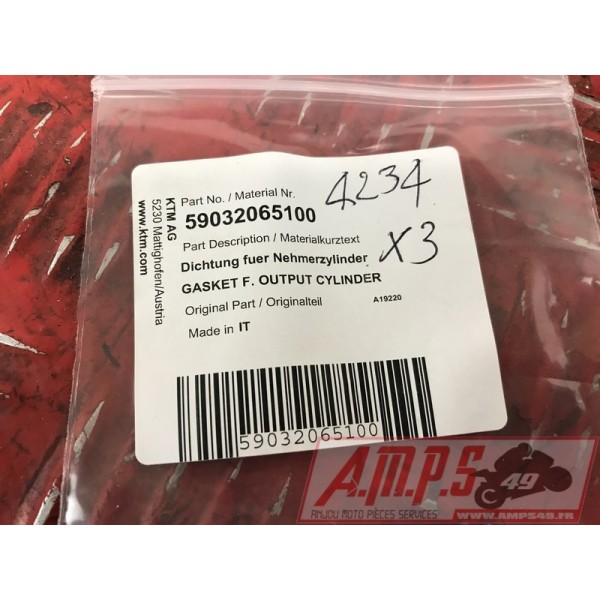 KTM AG
5230 Mattighofen/Austria
www.ktm.com
Part No. / Material Nr.
59032065100
4234
Part Description / Materialkurztext
Dichtung fuer Nehmerzylinder
x3
GASKET F. OUTPUT CYLINDER
Original Part / Originalteil
A19220
Made in IT
59032065100
A.M.P.S 49
ANJOU MOTO PIÈCES SERVICES
WWW.AMPS49.FR